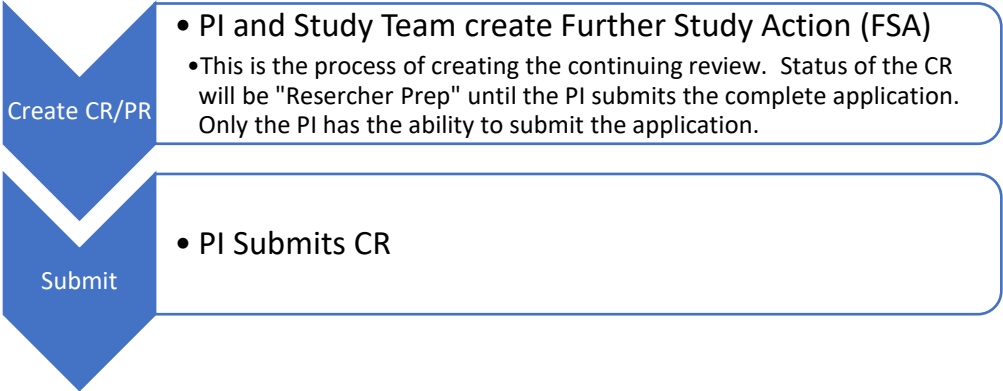 Create CR/PR
• PI and Study Team create Further Study Action (FSA)
•This is the process of creating the continuing review.  Status of the CR
will be "Resercher Prep" until the PI submits the complete application.
Only the PI has the ability to submit the application.
Submit
• PI Submits CR